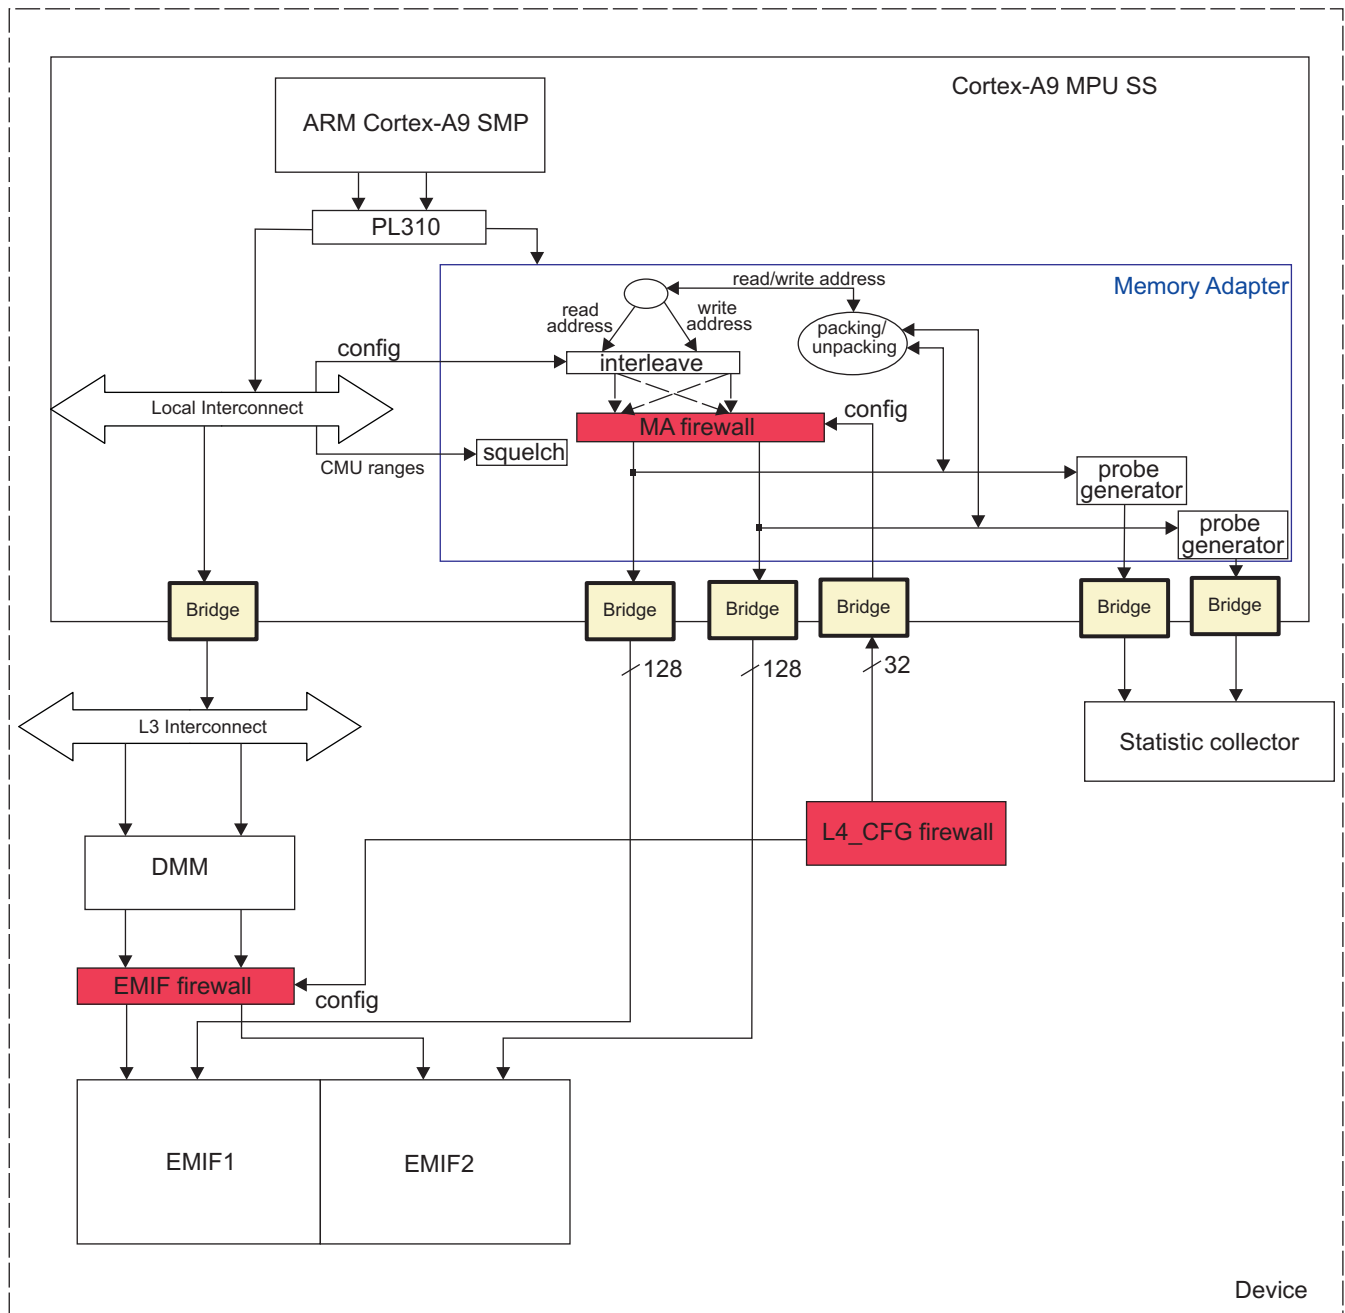 Cortex-A9 MPU SS
ARM Cortex-A9 SMP
PL310
Memory Adapter
read/write address
read
address
write
address
packing/
unpacking
config
interleave
Local Interconnect
config
MA firewall
squelch
CMU ranges
probe
generator
probe
generator
Bridge
Bridge
Bridge
Bridge
Bridge
Bridge
128
128
32
L3 Interconnect
Statistic collector
L4_CFG firewall
DMM
EMIF firewall
config
EMIF1
EMIF2
Device